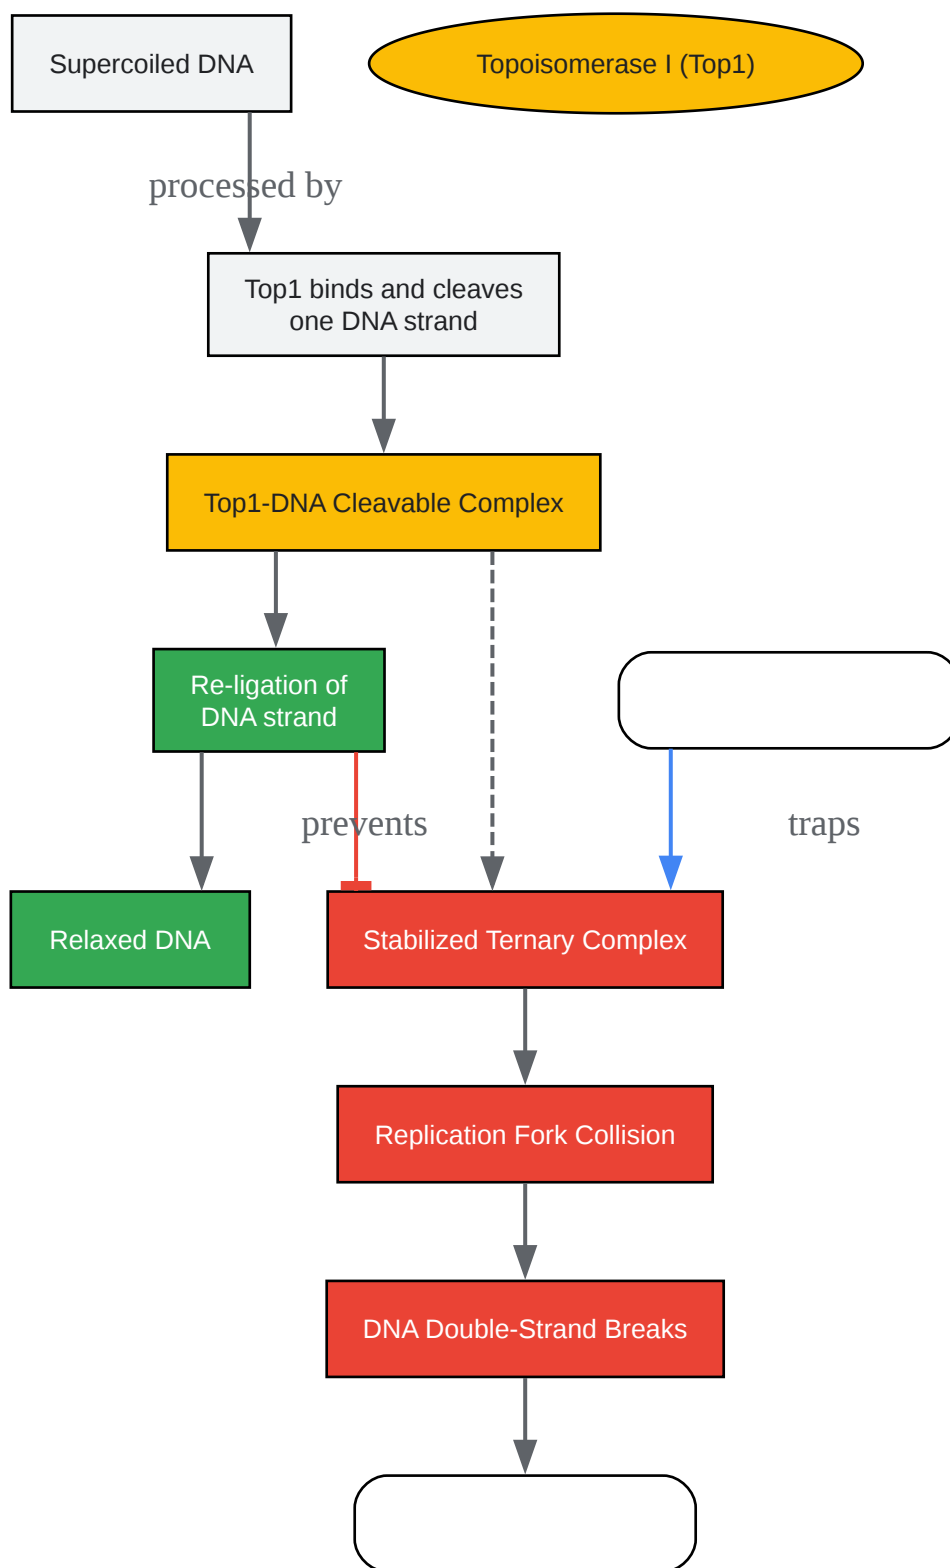 Supercoiled DNA
Topoisomerase I (Top1)
processed by
Top1 binds and cleaves
one DNA strand
Top1-DNA Cleavable Complex
Re-ligation of
DNA strand
prevents
traps
Relaxed DNA
Stabilized Ternary Complex
Replication Fork Collision
DNA Double-Strand Breaks